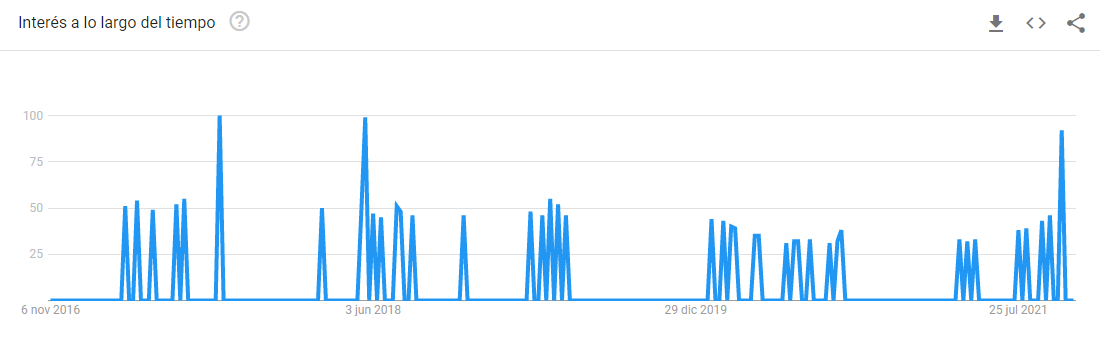 Interés a lo largo del tiempo
100
75
50
25
6 nov 2016
3 jun 2018
29 dic 2019
25 jul 2021